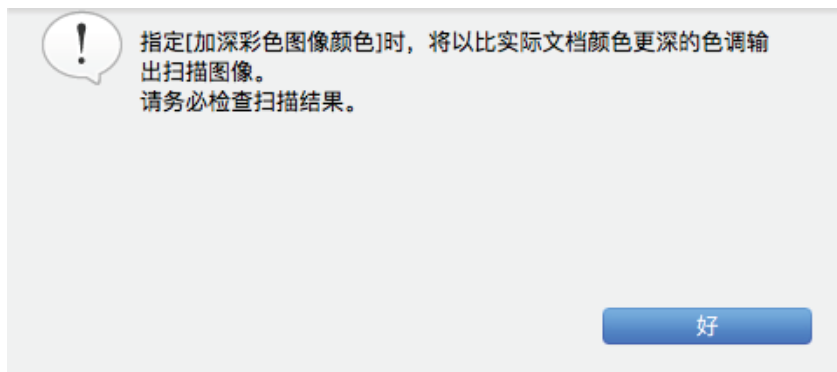 指定[加深彩色图像颜色]时，将以比实际文档颜色更深的色调输
出扫描图像。
请务必检查扫描结果。
好